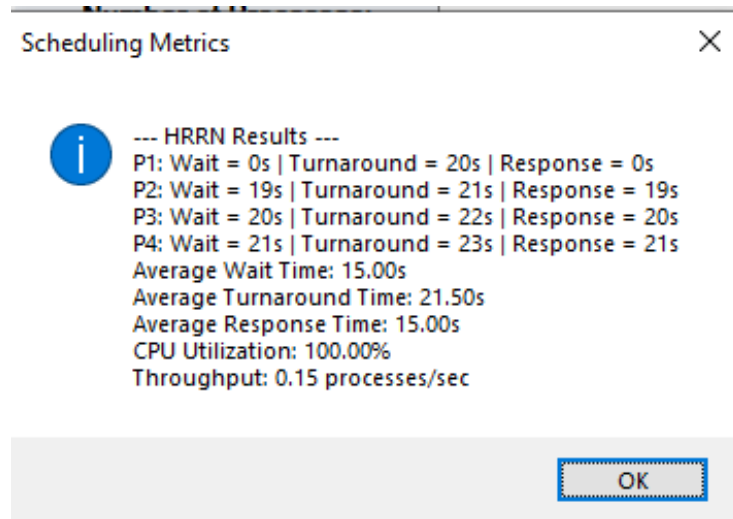 Scheduling Metrics
--- HRRN Results ---
P1: Wait = 0s | Turnaround = 20s | Response = 0s
P2: Wait = 19s | Turnaround = 21s | Response = 19s
P3: Wait = 20s | Turnaround = 22s | Response = 20s
P4: Wait = 21s | Turnaround = 23s | Response = 21s
Average Wait Time: 15.00s
Average Turnaround Time: 21.50s
Average Response Time: 15.00s
CPU Utilization: 100.00%
Throughput: 0.15 processes/sec
OK